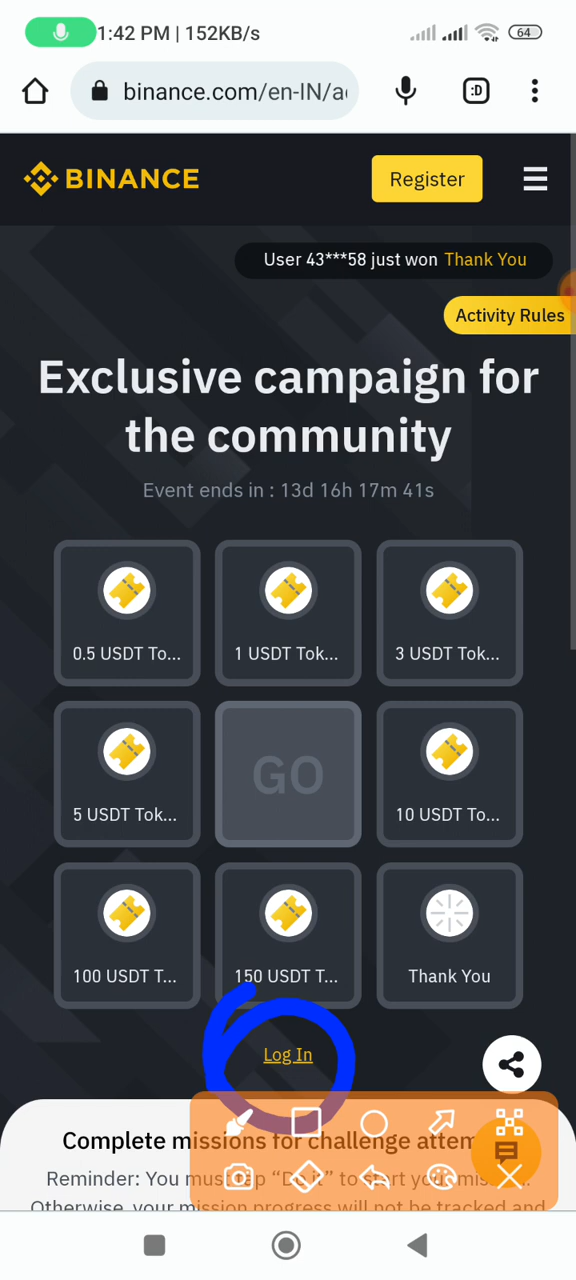 1:42 PM | 152KB/s
64
binance.com/en-IN/a
:D
BINANCE
Register
User 43***58 just won Thank You
Activity Rules
Exclusive campaign for
the community
Event ends in : 13d 16h 17m 41s
0.5 USDT To...
1 USDT Tok...
3 USDT Tok...
5 USDT Tok...
GO
10 USDT To...
100 USDT T...
150 USDT T...
Thank You
Log In
Complete missions for challenge attem
Reminder: You must tap “Do it” to start your mis
Otherwise, your mission progress will not be tracked and